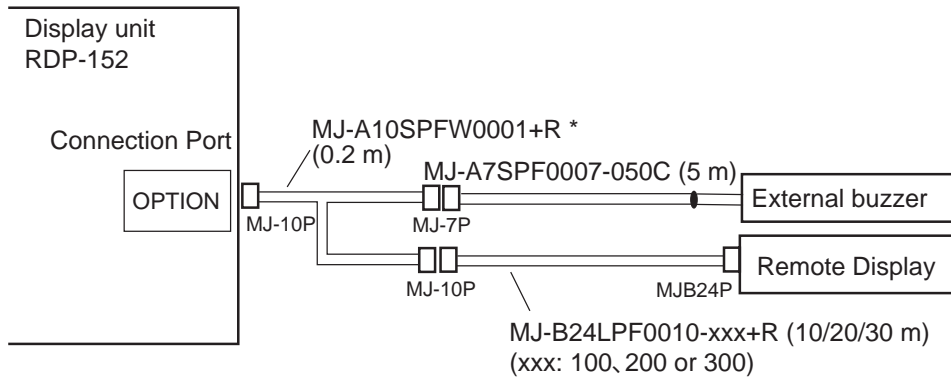 Display unit
RDP-152
Connection Port
OPTION
MJ-10P
MJ-A10SPFW0001+R *
(0.2 m)
MJ-A7SPF0007-050C (5 m)
MJ-7P
External buzzer
MJ-10P
MJB24P
Remote Display
MJ-B24LPF0010-xxx+R (10/20/30 m)
(xxx: 100、200 or 300)